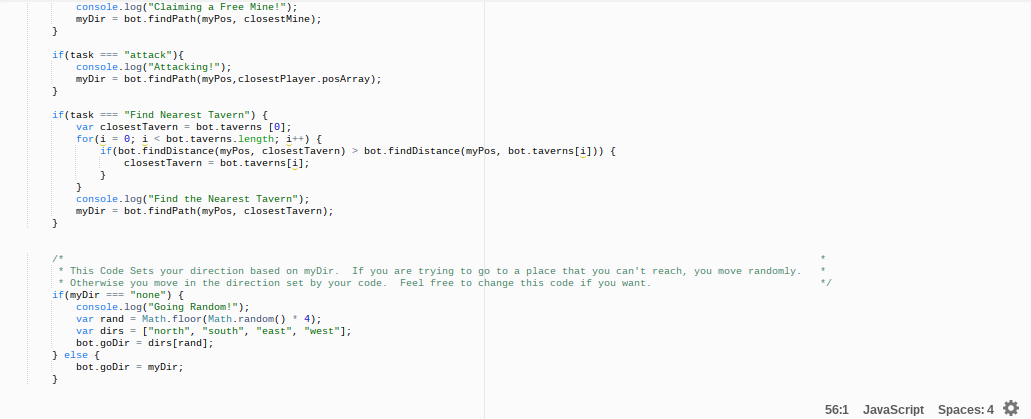 console.log("Claiming a Free Mine!");
myDir = bot.findPath(myPos, closestMine);
}
if(task === "attack"){
console.log("Attacking!");
myDir = bot.findPath(myPos,closestPlayer.posArray);
}
if(task === "Find Nearest Tavern") {
var closestTavern = bot.taverns [0];
for(i = 0; i < bot.taverns.length; i++) {
if(bot.findDistance(myPos, closestTavern) > bot.findDistance(myPos, bot.taverns[i])) {
closestTavern = bot.taverns[i];
}
}
console.log("Find the Nearest Tavern");
myDir = bot.findPath(myPos, closestTavern);
}
/* *
* This Code Sets your direction based on myDir.  If you are trying to go to a place that you can't reach, you move randomly. *
* Otherwise you move in the direction set by your code.  Feel free to change this code if you want. */
if(myDir === "none") {
console.log("Going Random!");
var rand = Math.floor(Math.random() * 4);
var dirs = ["north", "south", "east", "west"];
bot.goDir = dirs[rand];
} else {
bot.goDir = myDir;
}
56:1 JavaScript Spaces: 4